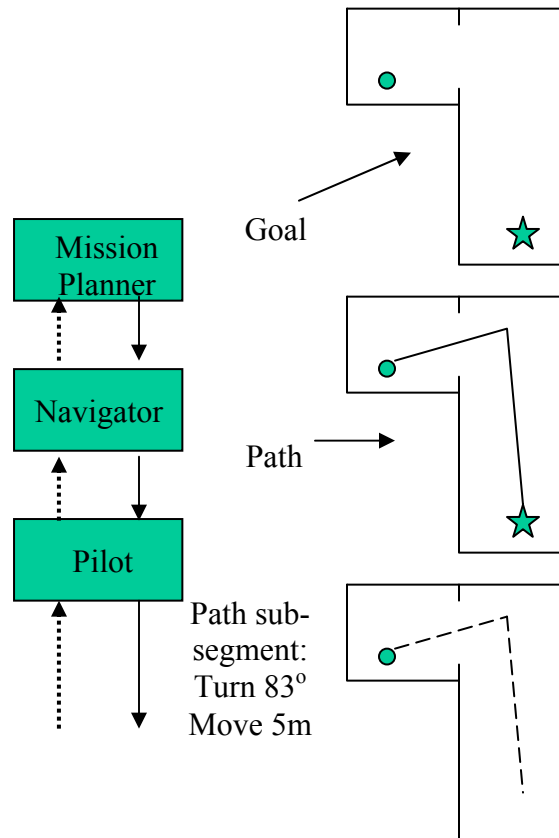 Goal
Mission
Planner
Navigator
Path
Pilot
Path sub-
segment:
Turn 83º
Move 5m